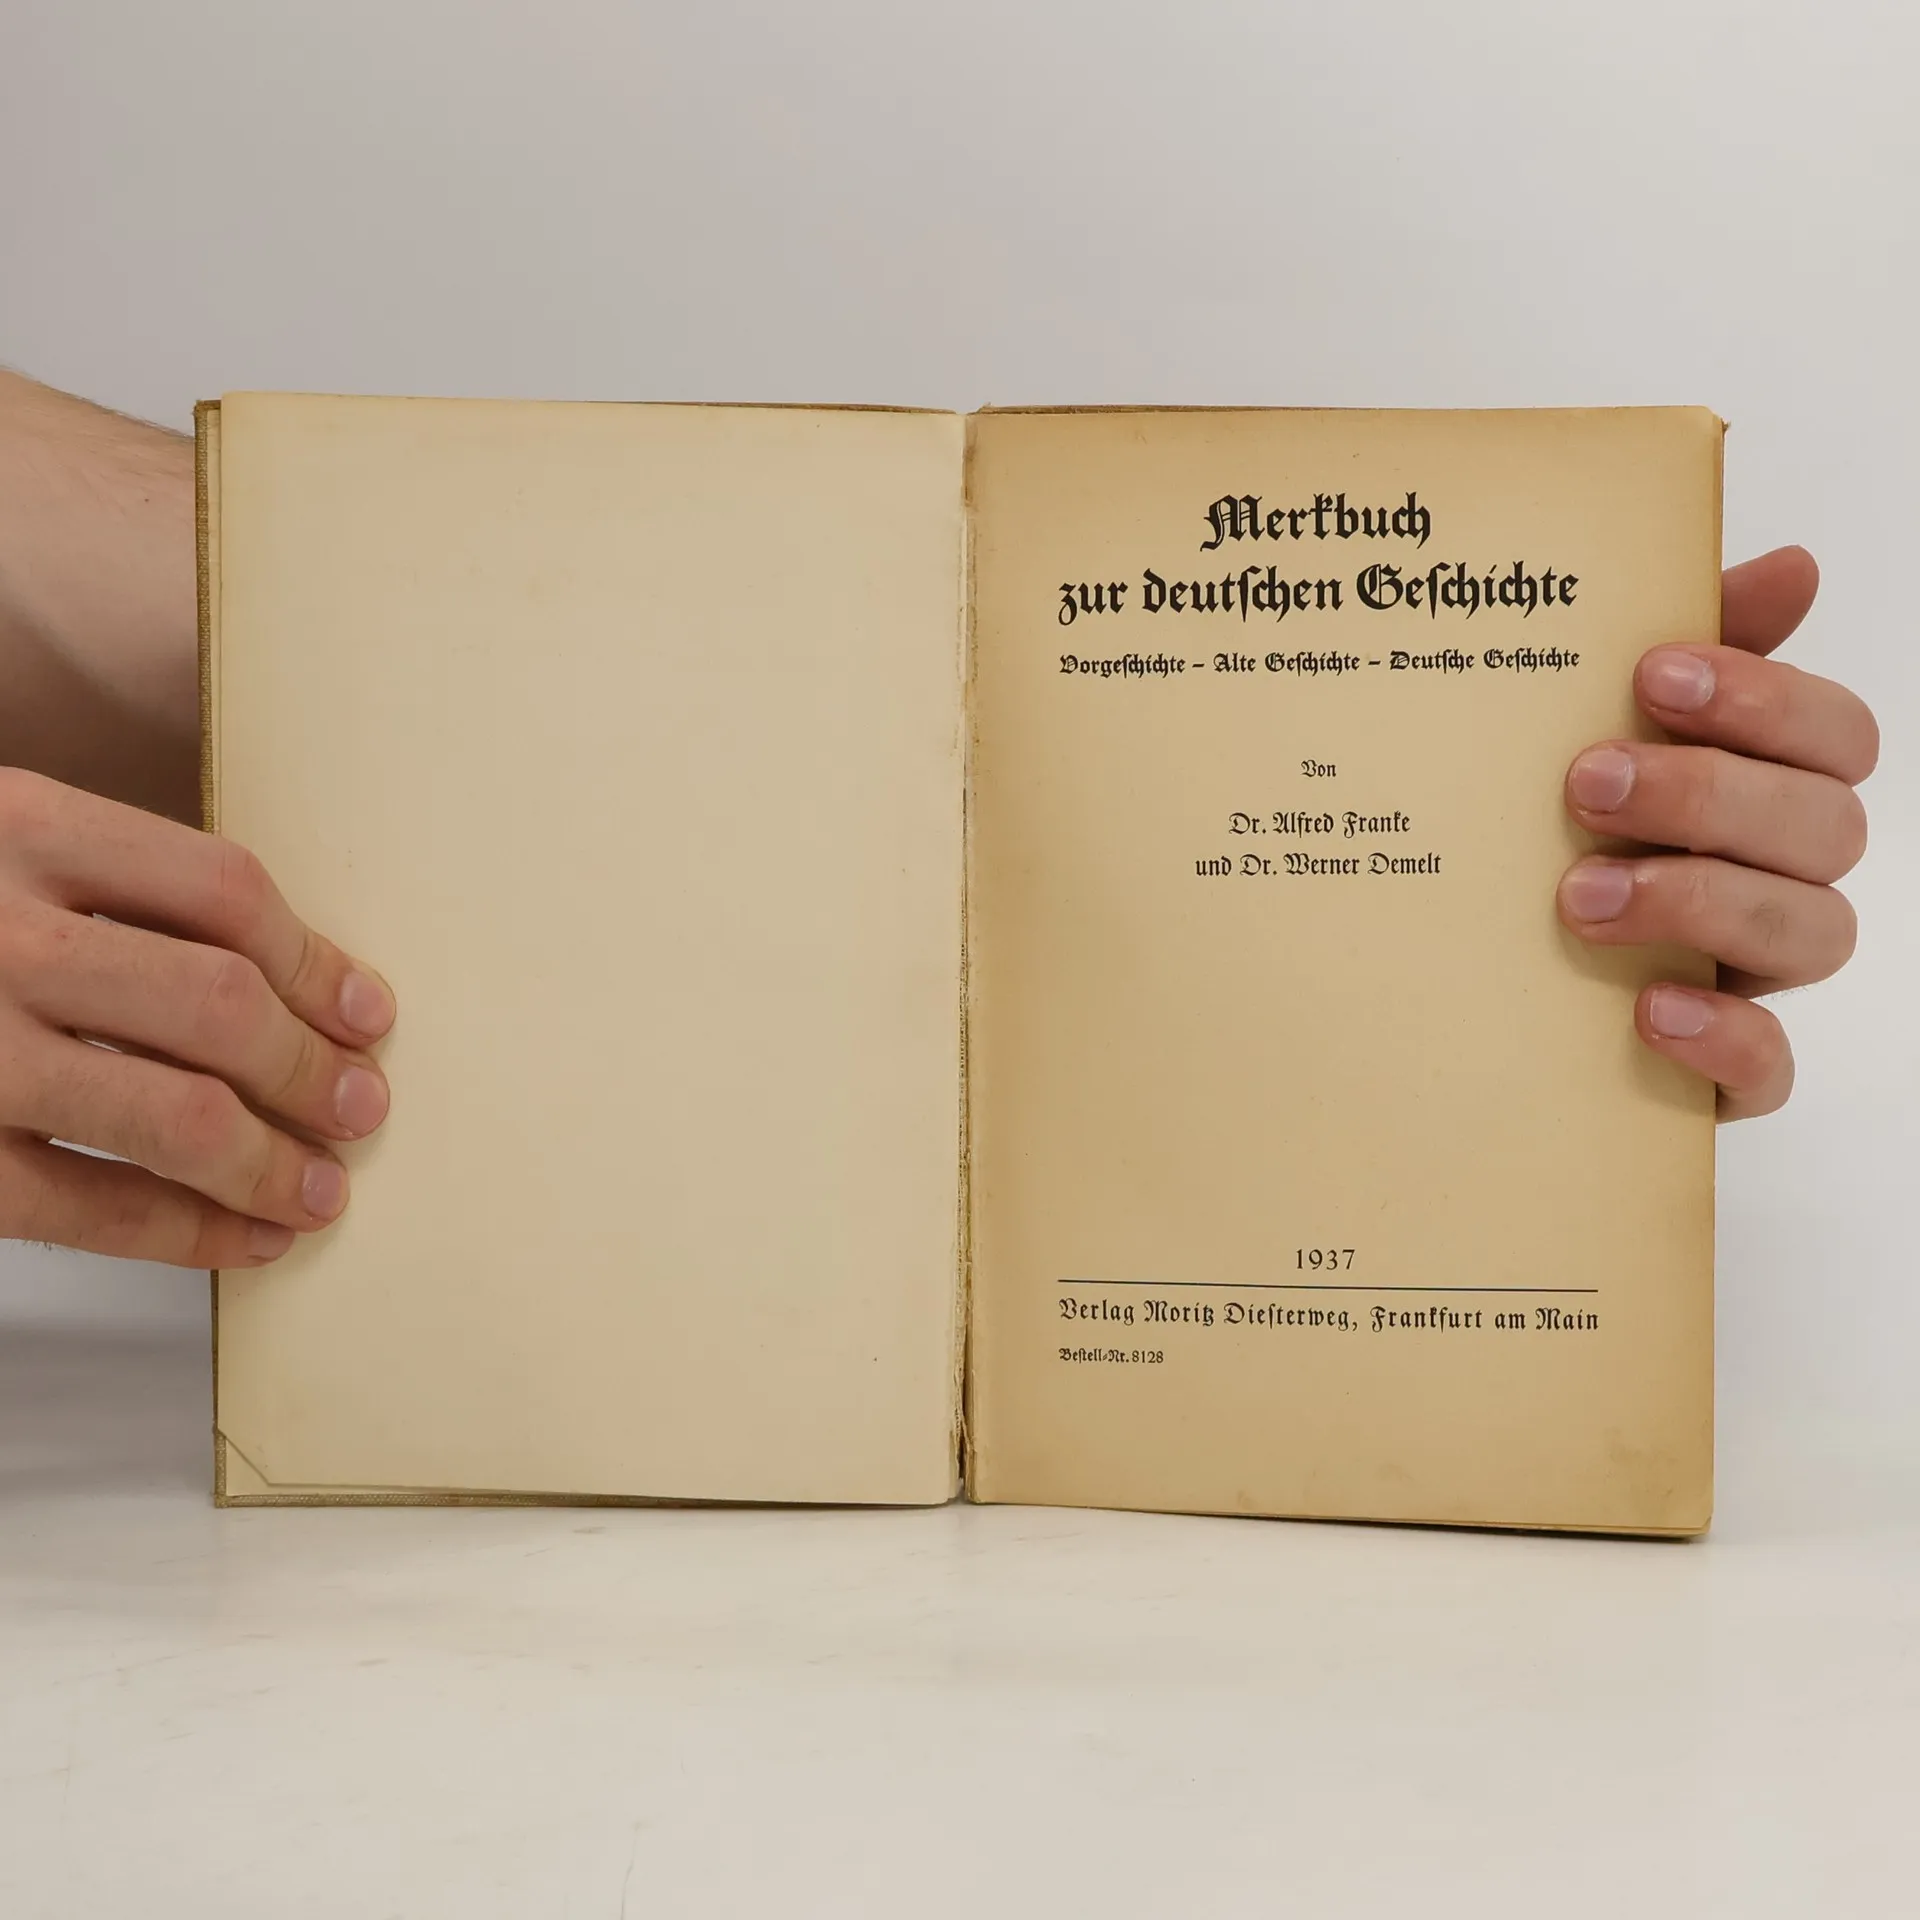 Merkbuch
zur deutſchen Geſchichte
Vorgeſchichte – Alte Geſchichte – Deutſche Geſchichte
Von
Dr. Alfred Franke
und Dr. Werner Demelt
1937
Verlag Moritz Dieſterweg, Frankfurt am Main
Beſtell⸗Nr. 8128